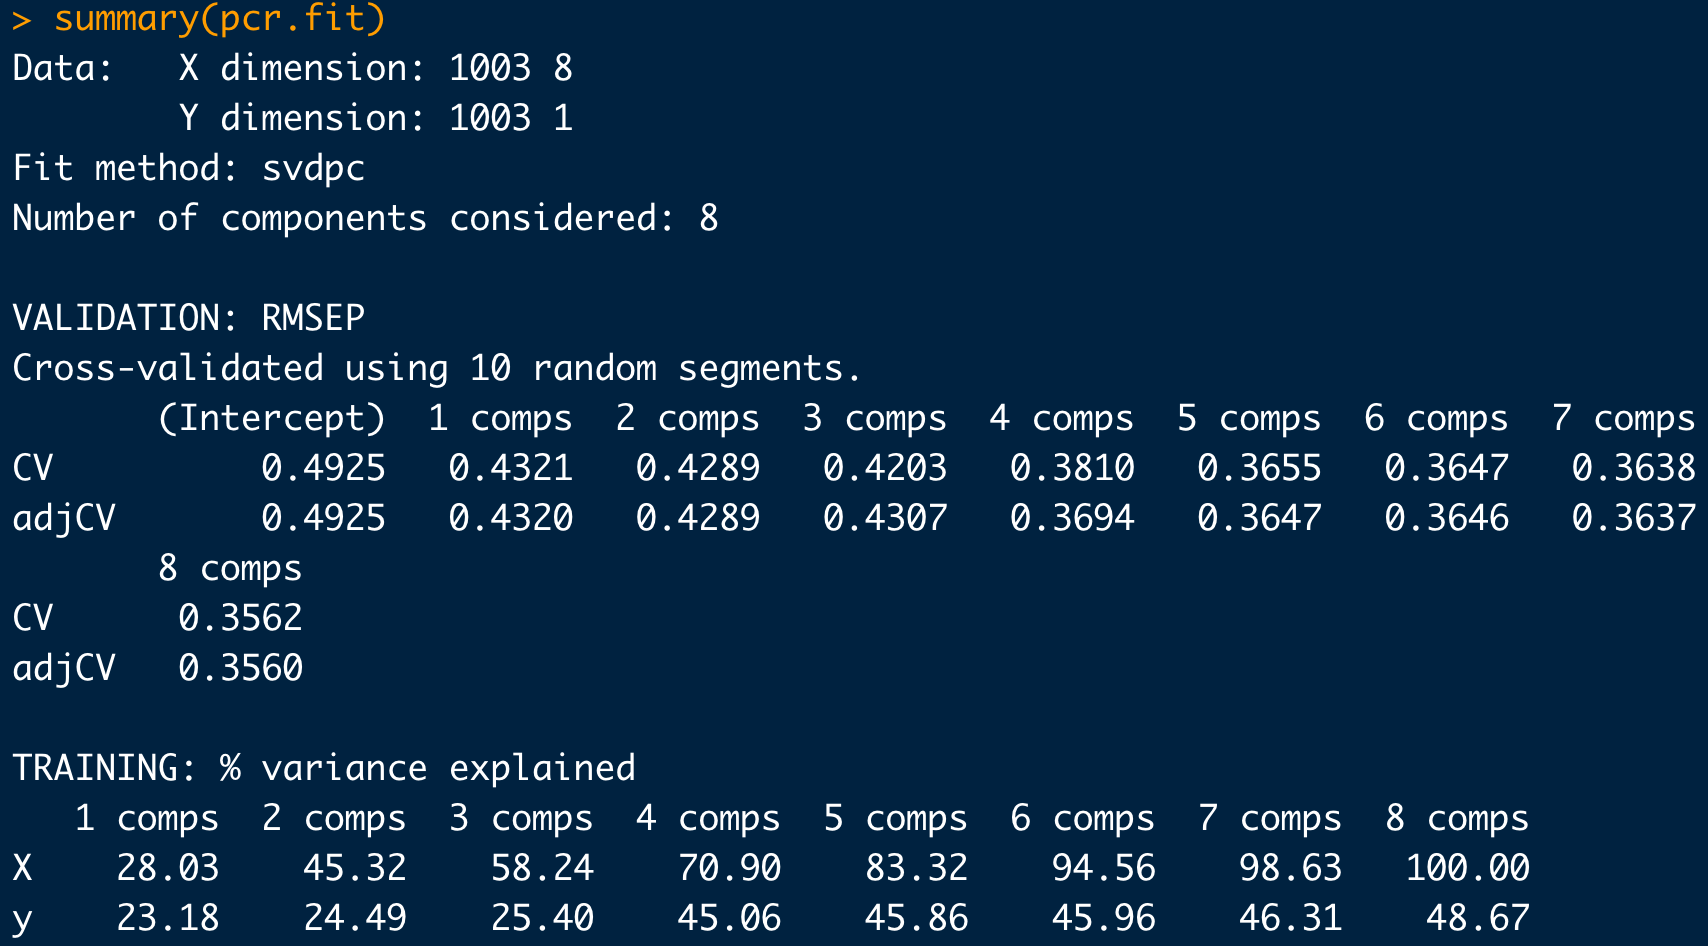 > summary(pcr.fit)
Data:   X dimension: 1003 8
        Y dimension: 1003 1
Fit method: svdpc
Number of components considered: 8

VALIDATION: RMSEP
Cross-validated using 10 random segments.
       (Intercept)  1 comps  2 comps  3 comps  4 comps  5 comps  6 comps  7 comps
CV          0.4925   0.4321   0.4289   0.4203   0.3810   0.3655   0.3647   0.3638
adjCV       0.4925   0.4320   0.4289   0.4307   0.3694   0.3647   0.3646   0.3637
       8 comps
CV      0.3562
adjCV   0.3560

TRAINING: % variance explained
   1 comps  2 comps  3 comps  4 comps  5 comps  6 comps  7 comps  8 comps
X    28.03    45.32    58.24    70.90    83.32    94.56    98.63   100.00
y    23.18    24.49    25.40    45.06    45.86    45.96    46.31    48.67